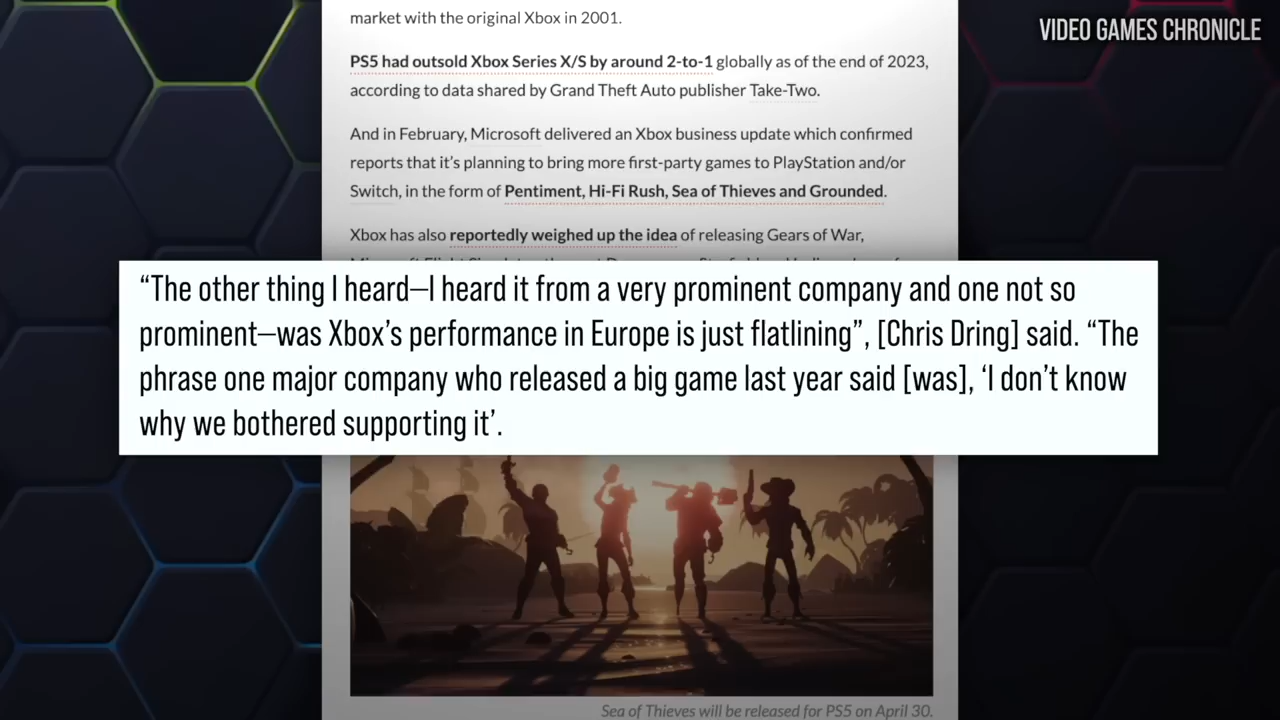 market with the original Xbox in 2001.
VIDEO GAMES CHRONICLE
PS5 had outsold Xbox Series X/S by around 2-to-1 globally as of the end of 2023,
according to data shared by Grand Theft Auto publisher Take-Two.
And in February, Microsoft delivered an Xbox business update which confirmed
reports that it’s planning to bring more first-party games to PlayStation and/or
Switch, in the form of Pentiment, Hi-Fi Rush, Sea of Thieves and Grounded.
Xbox has also reportedly weighed up the idea of releasing Gears of War,
“The other thing I heard—I heard it from a very prominent company and one not so
prominent—was Xbox’s performance in Europe is just flatlining”, [Chris Dring] said. “The
phrase one major company who released a big game last year said [was], ‘I don’t know
why we bothered supporting it’.
Sea of Thieves will be released for PS5 on April 30.